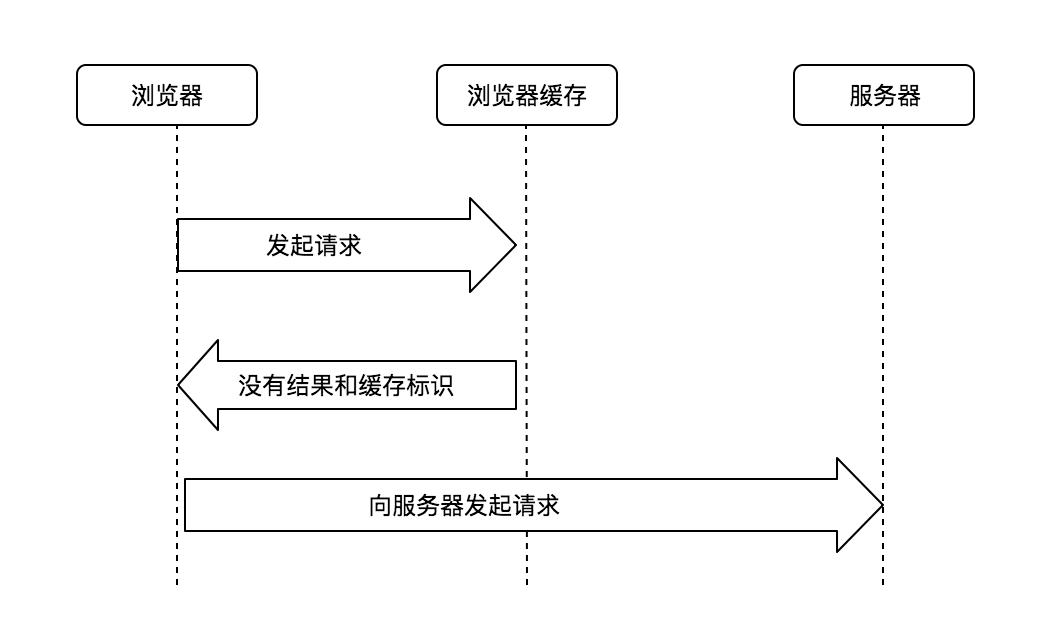 浏览器
浏览器缓存
服务器
发起请求
没有结果和缓存标识
向服务器发起请求